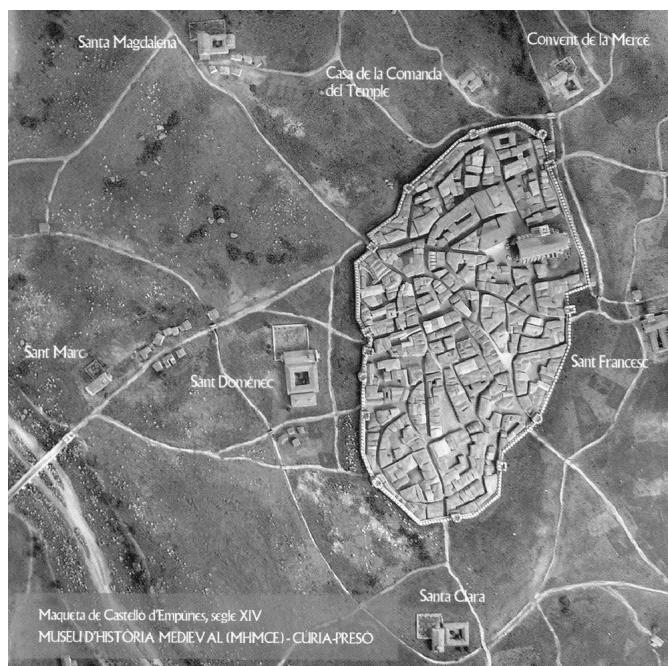 Santa Magdalena
Convent de la Mercè
Casa de la Comanda
del Temple
Sant Marc
Sant Domènec
Sant Francesc
Santa Clara
Maqueta de Castelló d'Empúries, segle XIV
MUSEU D'HISTÒRIA MEDIEVAL (MHMCE) - CÚRIA-PRESÓ